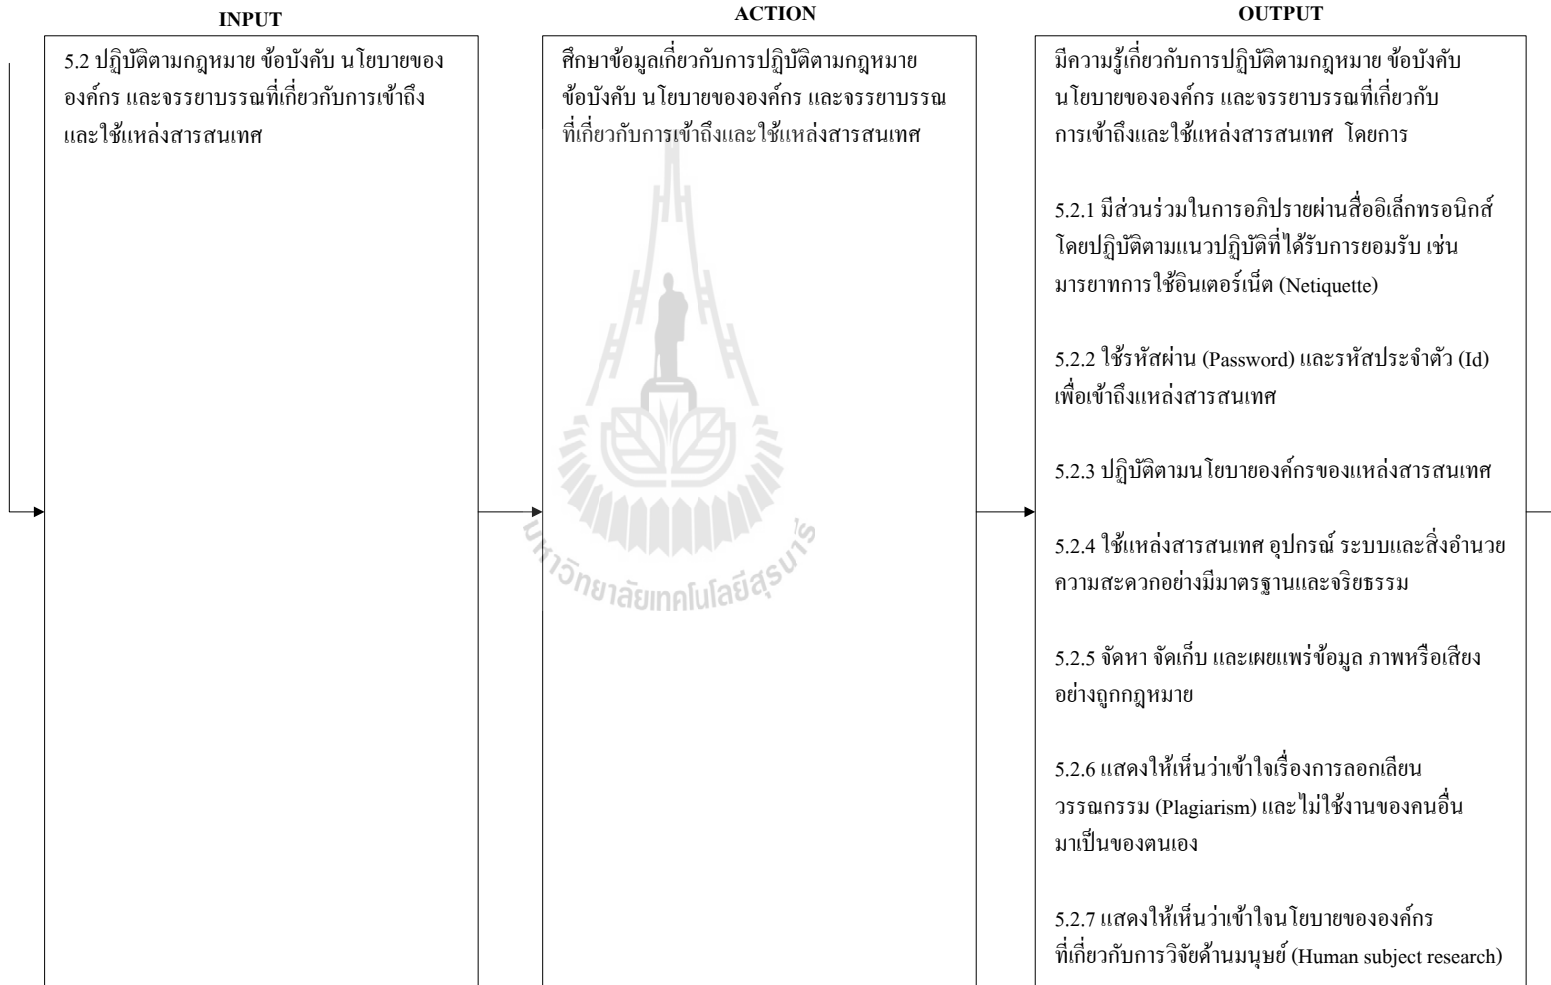 INPUT
5.2 ปฏิบัติตามกฎหมาย ข้อบังคับ นโยบายของ
องค์กร และจรรยาบรรณที่เกี่ยวกับการเข้าถึง
และใช้แหล่งสารสนเทศ
ACTION
ศึกษาข้อมูลเกี่ยวกับการปฏิบัติตามกฎหมาย
ข้อบังคับ นโยบายขององค์กร และจรรยาบรรณ
ที่เกี่ยวกับการเข้าถึงและใช้แหล่งสารสนเทศ
OUTPUT
มีความรู้เกี่ยวกับการปฏิบัติตามกฎหมาย ข้อบังคับ
นโยบายขององค์กร และจรรยาบรรณที่เกี่ยวกับ
การเข้าถึงและใช้แหล่งสารสนเทศ โดยการ
5.2.1 มีส่วนร่วมในการอภิปรายผ่านสื่ออิเล็กทรอนิกส์
โดยปฏิบัติตามแนวปฏิบัติที่ได้รับการยอมรับ เช่น
มารยาทการใช้อินเตอร์เน็ต (Netiquette)
5.2.2 ใช้รหัสผ่าน (Password) และรหัสประจำตัว (Id)
เพื่อเข้าถึงแหล่งสารสนเทศ
5.2.3 ปฏิบัติตามนโยบายองค์กรของแหล่งสารสนเทศ
5.2.4 ใช้แหล่งสารสนเทศ อุปกรณ์ ระบบและสิ่งอำนวย
ความสะดวกอย่างมีมาตรฐานและจริยธรรม
5.2.5 จัดหา จัดเก็บ และเผยแพร่ข้อมูล ภาพหรือเสียง
อย่างถูกกฎหมาย
5.2.6 แสดงให้เห็นว่าเข้าใจเรื่องการลอกเลียน
วรรณกรรม (Plagiarism) และไม่ใช้งานของคนอื่น
มาเป็นของตนเอง
5.2.7 แสดงให้เห็นว่าเข้าใจนโยบายขององค์กร
ที่เกี่ยวกับการวิจัยด้านมนุษย์ (Human subject research)
มหาวิทยาลัยเทคโนโลยีสุรนารี